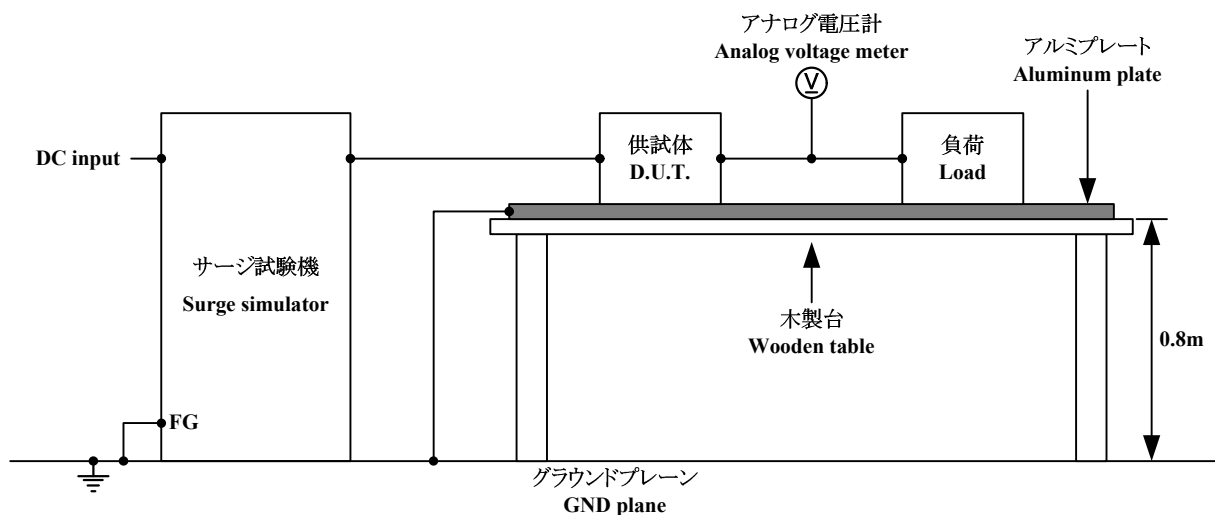 アナログ電圧計
Analog voltage meter
アルミプレート
Aluminum plate
V
DC input
供試体
D.U.T.
負荷
Load
サージ試験機
Surge simulator
木製台
Wooden table
0.8m
FG
グラウンドプレーン
GND plane